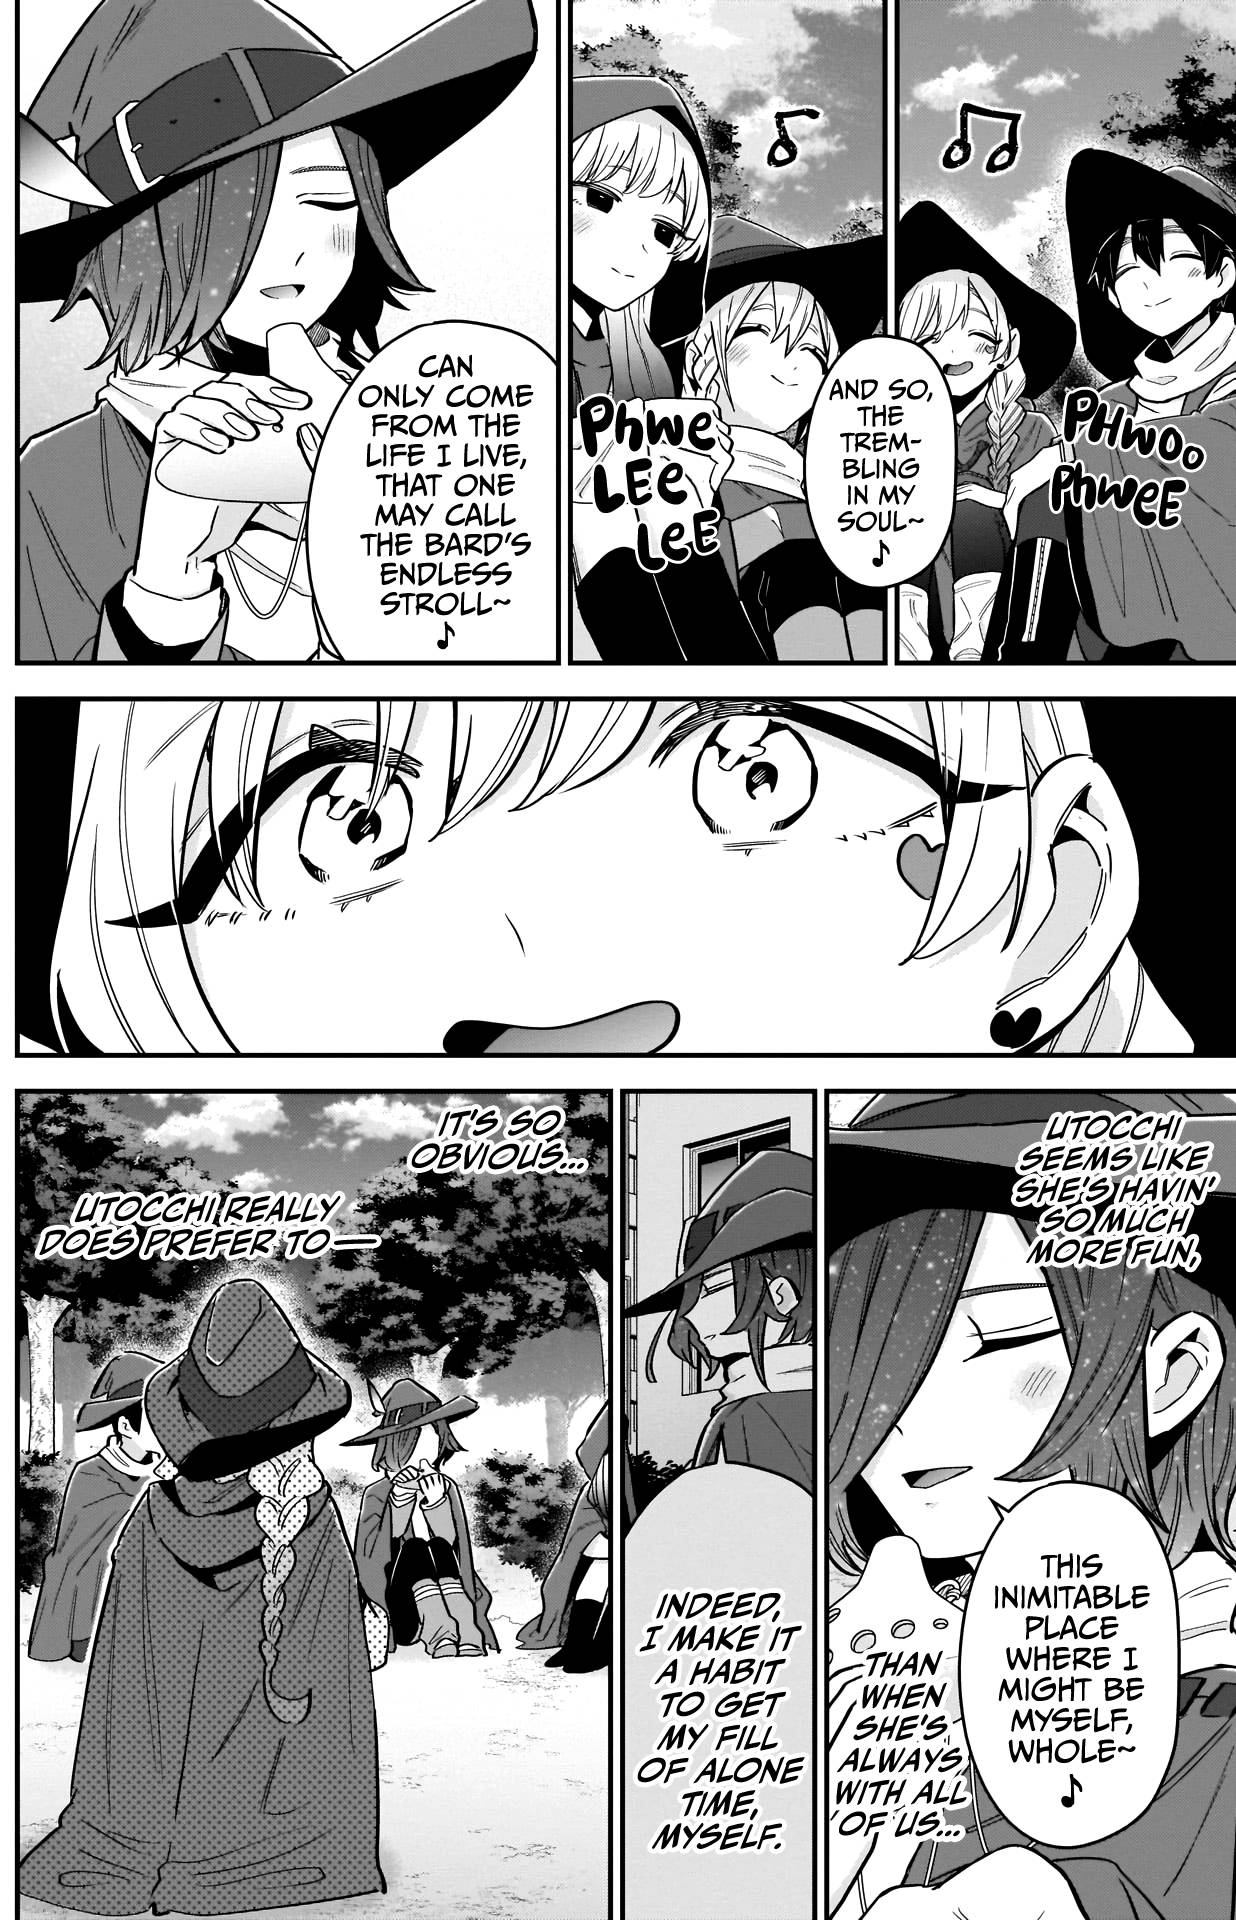 PHWOO
PHWEE
AND SO,
THE
TREM-
BLING
IN MY
SOUL~
♪
PHWE
LEE
LEE
CAN
ONLY COME
FROM THE
LIFE I LIVE,
THAT ONE
MAY CALL
THE BARD'S
ENDLESS
STROLL~
♪
UTOCCHI
SEEMS LIKE
SHE'S HAVIN'
SO MUCH
MORE FUN,
THIS
INIMITABLE
PLACE
WHERE I
MIGHT BE
MYSELF,
WHOLE~
♪
THAN
WHEN
SHE'S
ALWAYS
WITH ALL
OF US...
INDEED,
I MAKE IT
A HABIT
TO GET
MY FILL
OF ALONE
TIME,
MYSELF.
IT'S SO
OBVIOUS...
UTOCCHI REALLY
DOES PREFER TO—